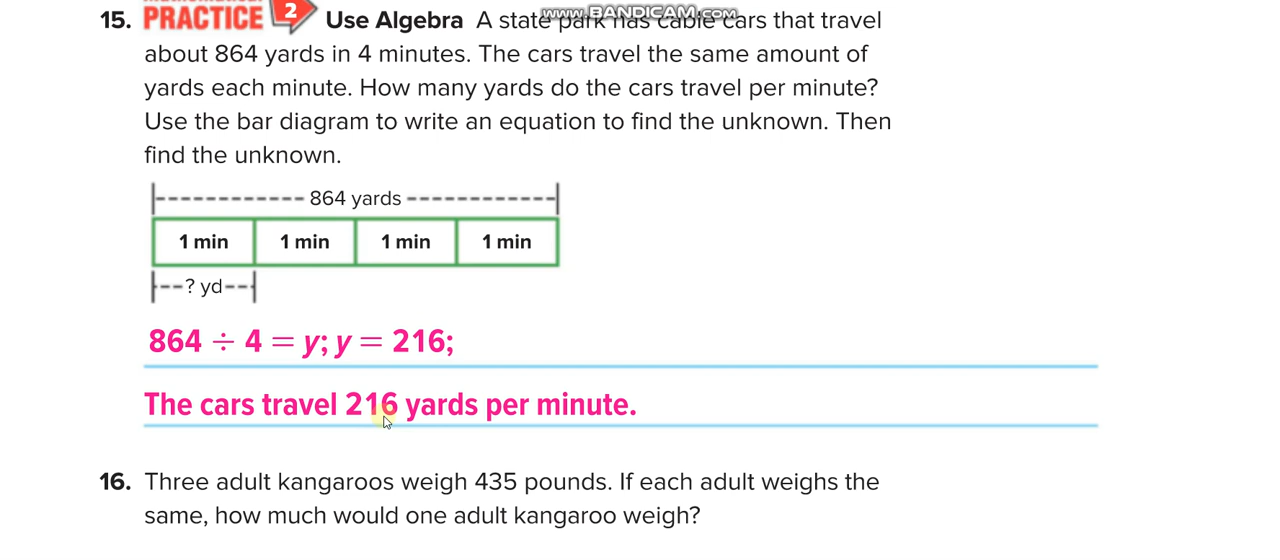 www.BANDICAM.com
15. PRACTICE 2 Use Algebra A state park has cable cars that travel
about 864 yards in 4 minutes. The cars travel the same amount of
yards each minute. How many yards do the cars travel per minute?
Use the bar diagram to write an equation to find the unknown. Then
find the unknown.
864 yards
1 min 1 min 1 min 1 min
? yd
864 ÷ 4 = y; y = 216;
The cars travel 216 yards per minute.
16. Three adult kangaroos weigh 435 pounds. If each adult weighs the
same, how much would one adult kangaroo weigh?